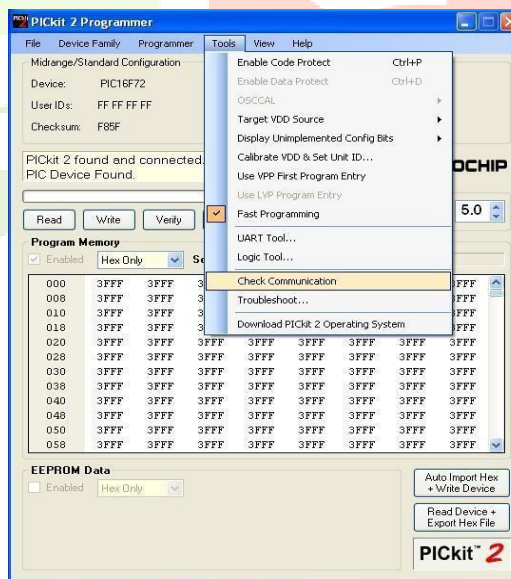 PICkit 2 Programmer
File Device Family Programmer Tools View Help
Midrange/Standard Configuration
Device: PIC16F72
User IDs: FF FF FF FF
Checksum: F85F
PICkit 2 found and connected.
PIC Device Found.
Read Write Verify
5.0
Enable Code Protect Ctrl+P
Enable Data Protect Ctrl+D
OSCCAL
Target VDD Source
Display Unimplemented Config Bits
Calibrate VDD & Set Unit ID...
Use VPP First Program Entry
Use LVP Program Entry
Fast Programming
UART Tool...
Logic Tool...
Check Communication
Troubleshoot...
Download PICkit 2 Operating System
Program Memory
Enabled Hex Only
000 3FFF 3FFF
008 3FFF 3FFF
010 3FFF 3FFF
018 3FFF 3FFF
020 3FFF 3FFF 3FFF 3FFF 3FFF 3FFF 3FFF 3FFF
028 3FFF 3FFF 3FFF 3FFF 3FFF 3FFF 3FFF 3FFF
030 3FFF 3FFF 3FFF 3FFF 3FFF 3FFF 3FFF 3FFF
038 3FFF 3FFF 3FFF 3FFF 3FFF 3FFF 3FFF 3FFF
040 3FFF 3FFF 3FFF 3FFF 3FFF 3FFF 3FFF 3FFF
048 3FFF 3FFF 3FFF 3FFF 3FFF 3FFF 3FFF 3FFF
050 3FFF 3FFF 3FFF 3FFF 3FFF 3FFF 3FFF 3FFF
058 3FFF 3FFF 3FFF 3FFF 3FFF 3FFF 3FFF 3FFF
EEPROM Data
Enabled Hex Only
Auto Import Hex
+ Write Device
Read Device +
Export Hex File
PICkit™ 2